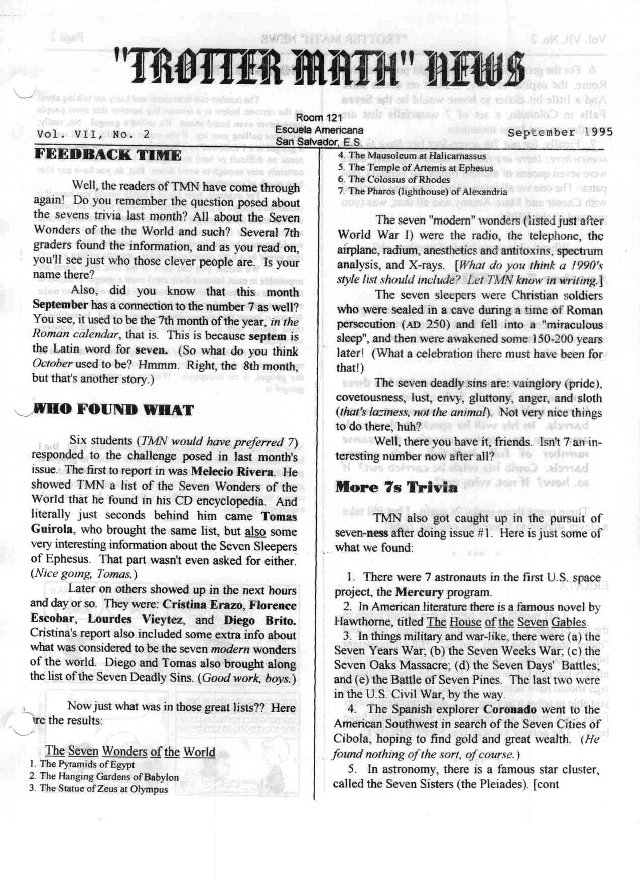 "TROTTER MATH" NEWS
Room 121
Escuela Americana
San Salvador, E.S.
Vol. VII, No. 2
September 1995
FEEDBACK TIME
Well, the readers of TMN have come through
again! Do you remember the question posed about
the sevens trivia last month? All about the Seven
Wonders of the the World and such? Several 7th
graders found the information, and as you read on,
you'll see just who those clever people are. Is your
name there?
Also, did you know that this month
September has a connection to the number 7 as well?
You see, it used to be the 7th month of the year, in the
Roman calendar, that is. This is because septem is
the Latin word for seven. (So what do you think
October used to be? Hmmm. Right, the 8th month,
but that's another story.)
WHO FOUND WHAT
Six students (TMN would have preferred 7)
responded to the challenge posed in last month's
issue. The first to report in was Melecio Rivera. He
showed TMN a list of the Seven Wonders of the
World that he found in his CD encyclopedia. And
literally just seconds behind him came Tomas
Guirola, who brought the same list, but also some
very interesting information about the Seven Sleepers
of Ephesus. That part wasn't even asked for either.
(Nice going, Tomas.)
Later on others showed up in the next hours
and day or so. They were: Cristina Erazo, Florence
Escobar, Lourdes Vieytez, and Diego Brito.
Cristina's report also included some extra info about
what was considered to be the seven modern wonders
of the world. Diego and Tomas also brought along
the list of the Seven Deadly Sins. (Good work, boys.)
Now just what was in those great lists?? Here
are the results:
The Seven Wonders of the World
1. The Pyramids of Egypt
2. The Hanging Gardens of Babylon
3. The Statue of Zeus at Olympus
4. The Mausoleum at Halicarnassus
5. The Temple of Artemis at Ephesus
6. The Colossus of Rhodes
7. The Pharos (lighthouse) of Alexandria
The seven "modern" wonders (listed just after
World War I) were the radio, the telephone, the
airplane, radium, anesthetics and antitoxins, spectrum
analysis, and X-rays. [What do you think a 1990's
style list should include? Let TMN know in writing.]
The seven sleepers were Christian soldiers
who were sealed in a cave during a time of Roman
persecution (AD 250) and fell into a "miraculous
sleep", and then were awakened some 150-200 years
later! (What a celebration there must have been for
that!)
The seven deadly sins are: vainglory (pride),
covetousness, lust, envy, gluttony, anger, and sloth
(that's laziness, not the animal). Not very nice things
to do there, huh?
Well, there you have it, friends. Isn't 7 an in-
teresting number now after all?
More 7s Trivia
TMN also got caught up in the pursuit of
seven-ness after doing issue #1. Here is just some of
what we found:
1. There were 7 astronauts in the first U.S. space
project, the Mercury program.
2. In American literature there is a famous novel by
Hawthorne, titled The House of the Seven Gables.
3. In things military and war-like, there were (a) the
Seven Years War; (b) the Seven Weeks War; (c) the
Seven Oaks Massacre; (d) the Seven Days' Battles;
and (e) the Battle of Seven Pines. The last two were
in the U.S. Civil War, by the way.
4. The Spanish explorer Coronado went to the
American Southwest in search of the Seven Cities of
Cibola, hoping to find gold and great wealth. (He
found nothing of the sort, of course.)
5. In astronomy, there is a famous star cluster,
called the Seven Sisters (the Pleiades). [cont